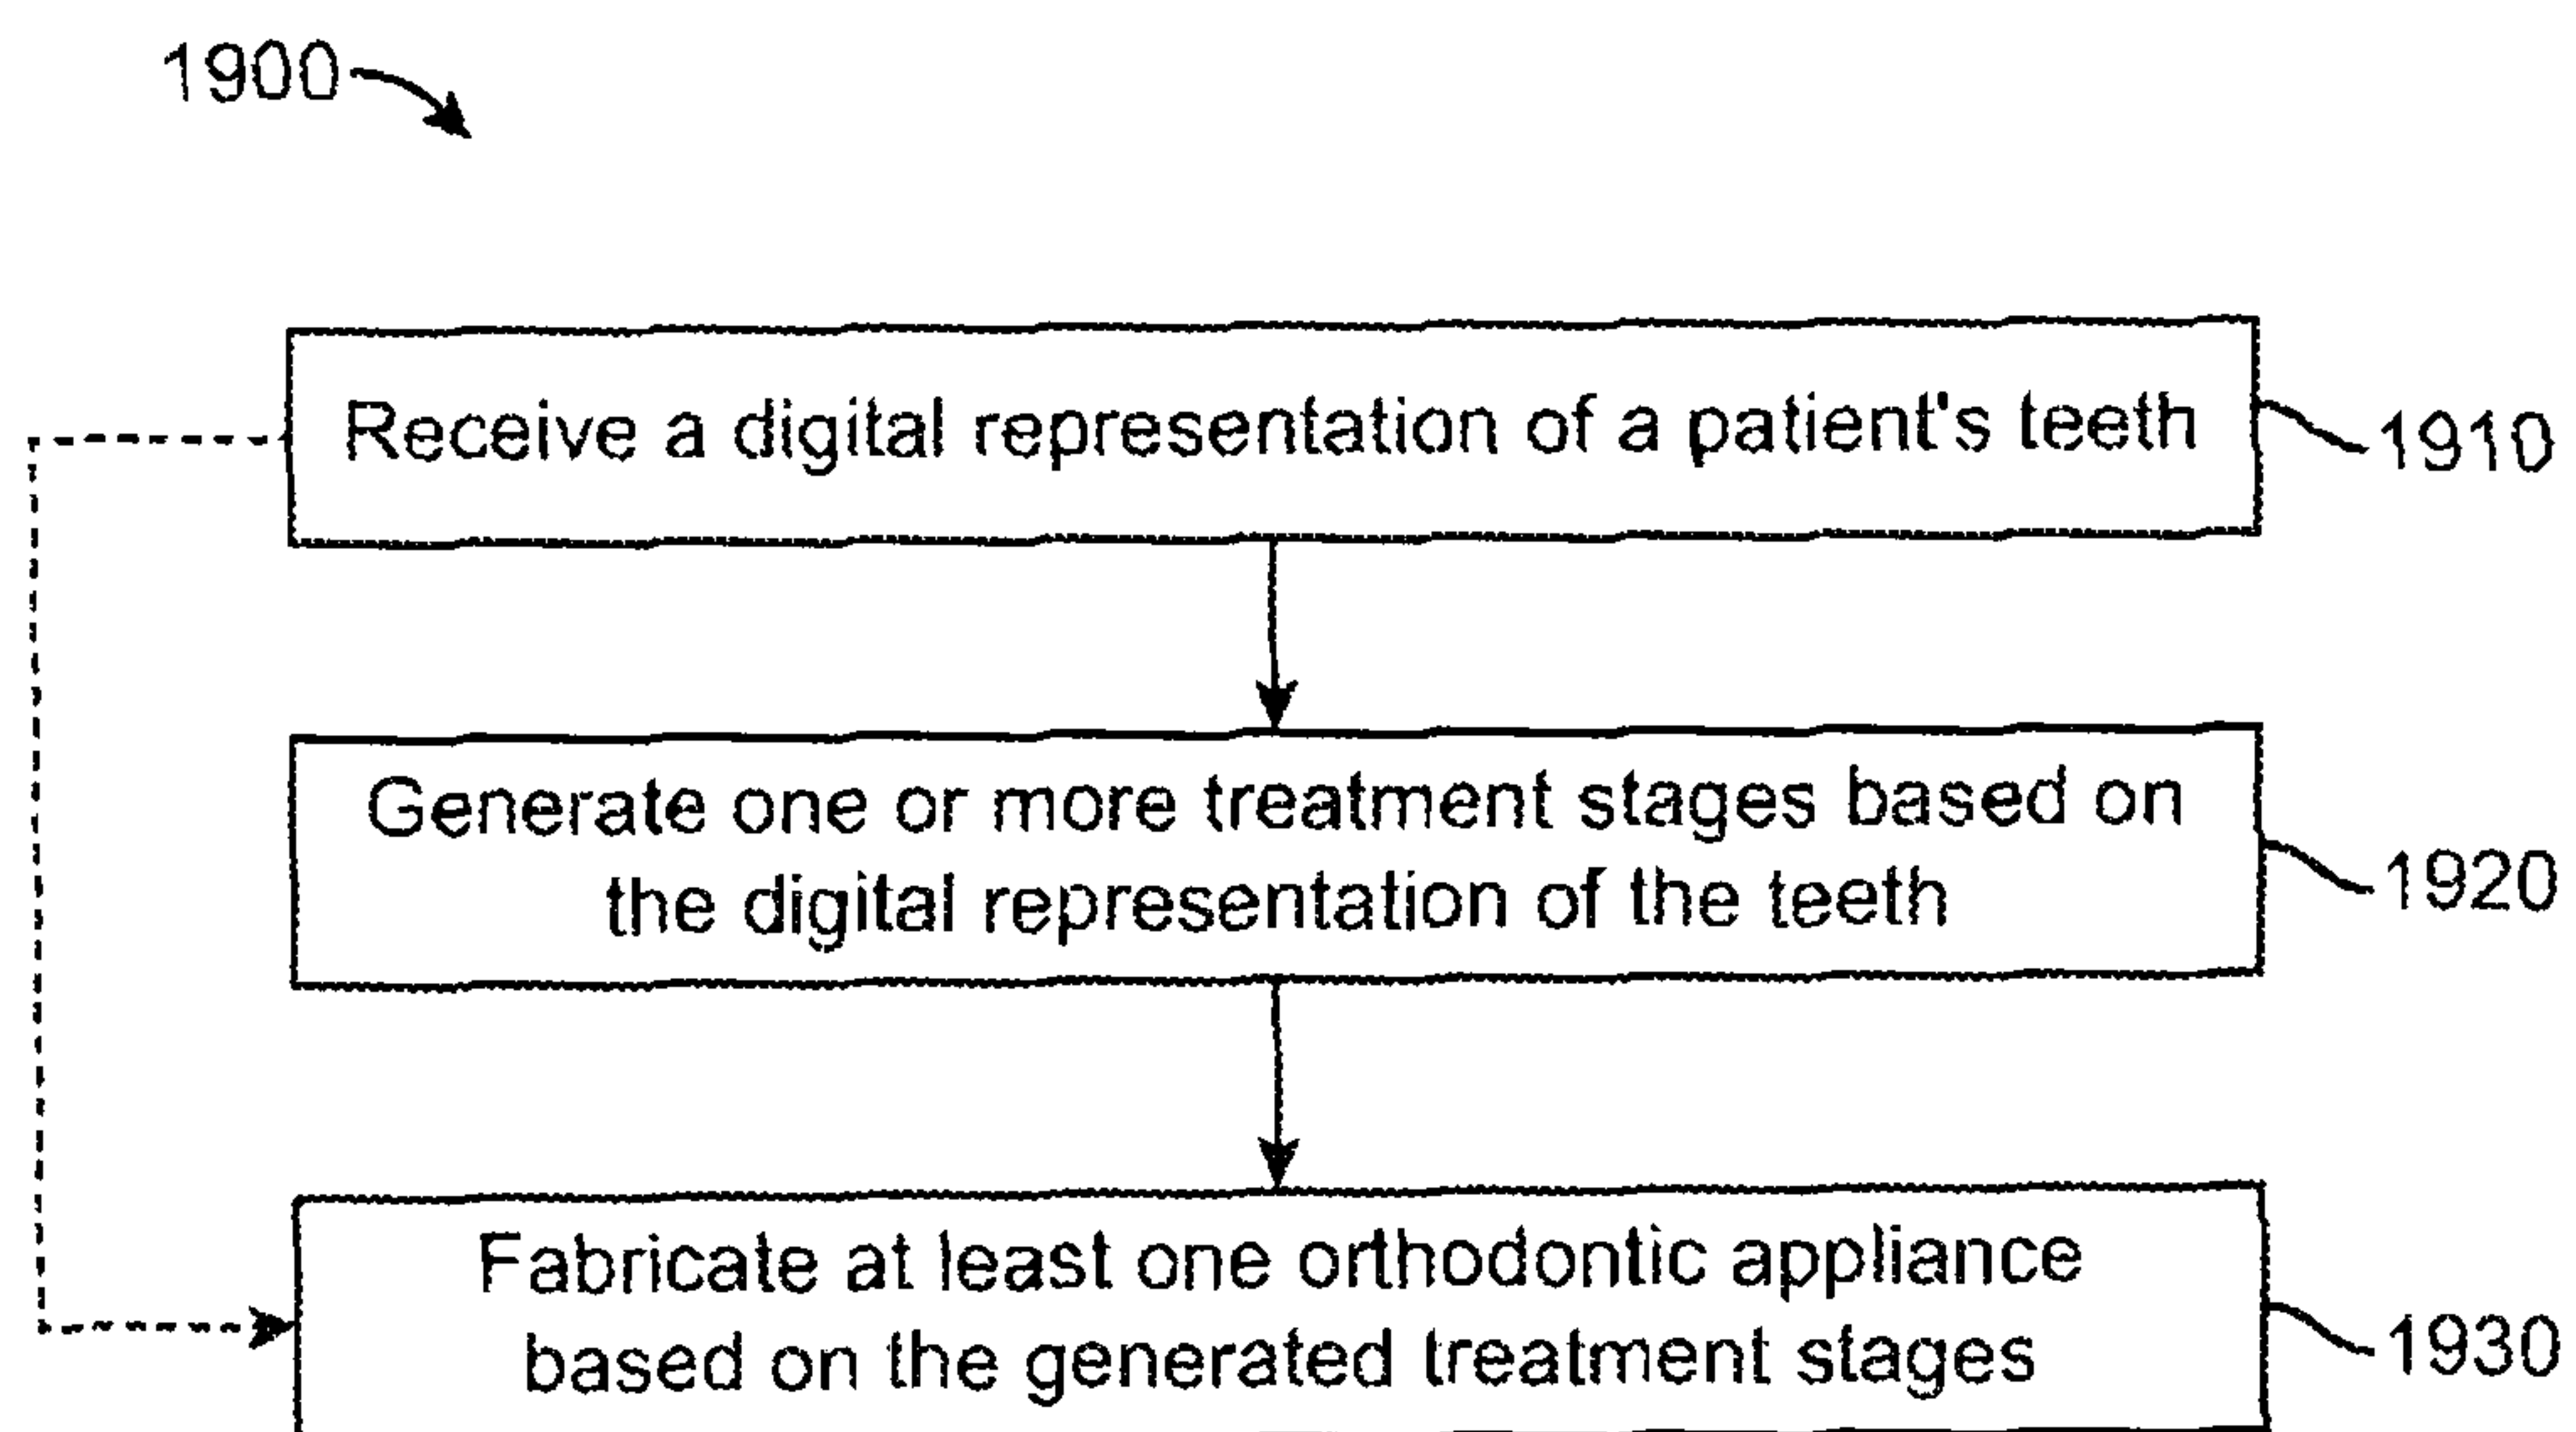 1900
Receive a digital representation of a patient's teeth
1910
Generate one or more treatment stages based on
the digital representation of the teeth
1920
Fabricate at least one orthodontic appliance
based on the generated treatment stages
1930